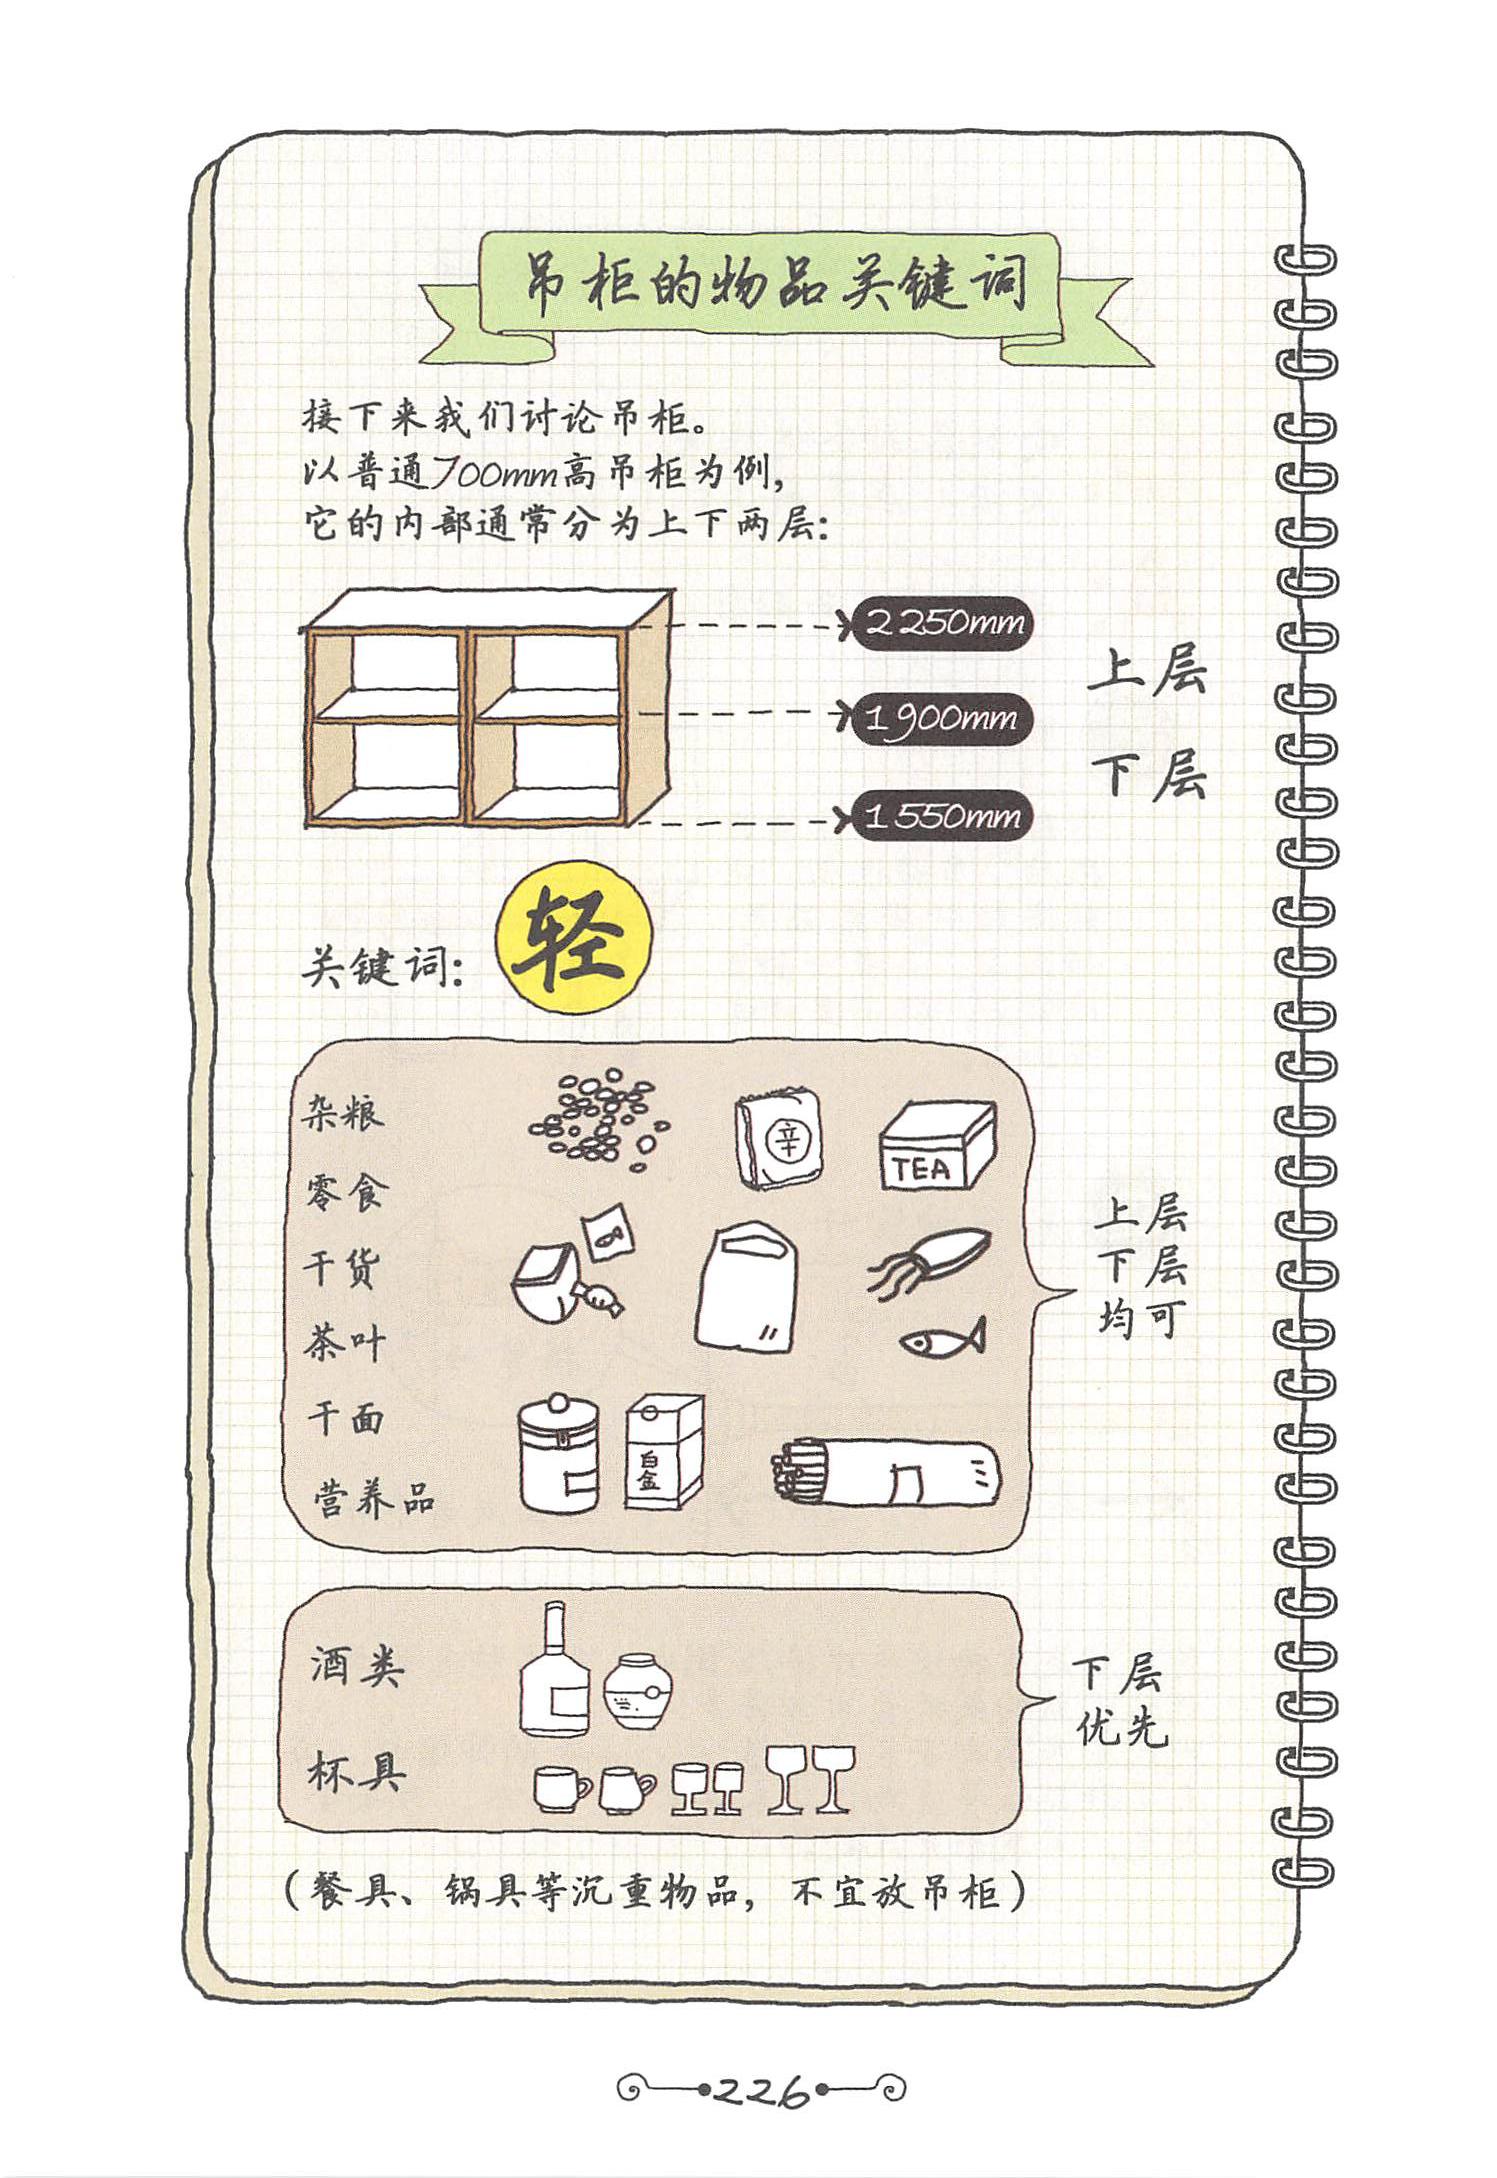 吊柜的物品关键词
接下来我们讨论吊柜。
以普通700mm高吊柜为例，
它的内部通常分为上下两层：
2250mm
上层
1900mm
下层
1550mm
关键词：
轻
杂粮
零食
干货
茶叶
干面
营养品
辛
TEA
白金
上层
下层
均可
酒类
杯具
下层
优先
（餐具、锅具等沉重物品，不宜放吊柜）
226